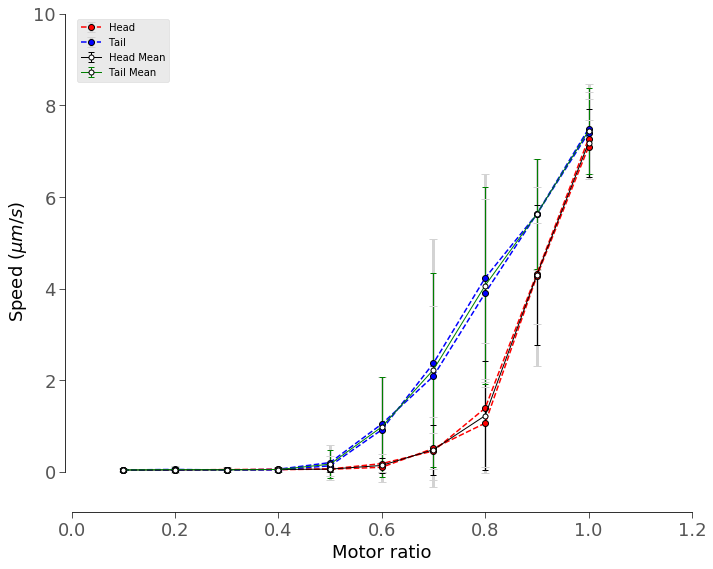 10
8
6
4
2
0
Speed (μm/s)
Head
Tail
Head Mean
Tail Mean
0.0 0.2 0.4 0.6 0.8 1.0 1.2
Motor ratio